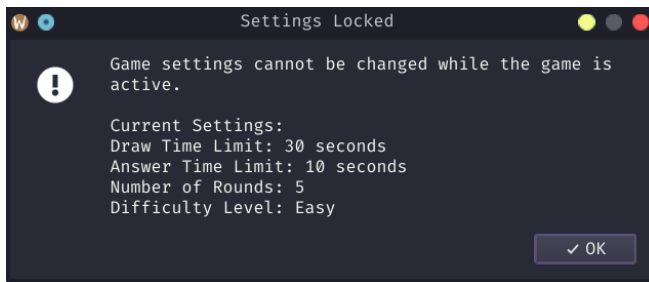 Settings Locked
Game settings cannot be changed while the game is
active.
Current Settings:
Draw Time Limit: 30 seconds
Answer Time Limit: 10 seconds
Number of Rounds: 5
Difficulty Level: Easy
✓ OK